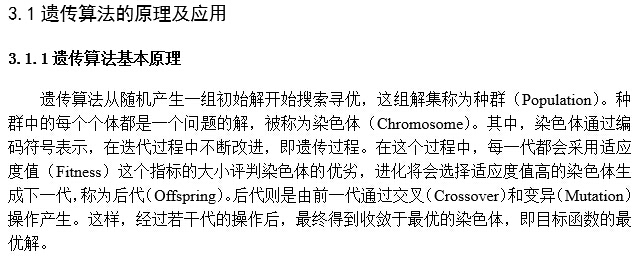 3.1 遗传算法的原理及应用
3.1.1 遗传算法基本原理
遗传算法从随机产生一组初始解开始搜索寻优，这组解集称为种群（Population）。种
群中的每个个体都是一个问题的解，被称为染色体（Chromosome）。其中，染色体通过编
码符号表示，在迭代过程中不断改进，即遗传过程。在这个过程中，每一代都会采用适应
度值（Fitness）这个指标的大小评判染色体的优劣，进化将会选择适应度值高的染色体生
成下一代，称为后代（Offspring）。后代则是由前一代通过交叉（Crossover）和变异（Mutation）
操作产生。这样，经过若干代的操作后，最终得到收敛于最优的染色体，即目标函数的最
优解。